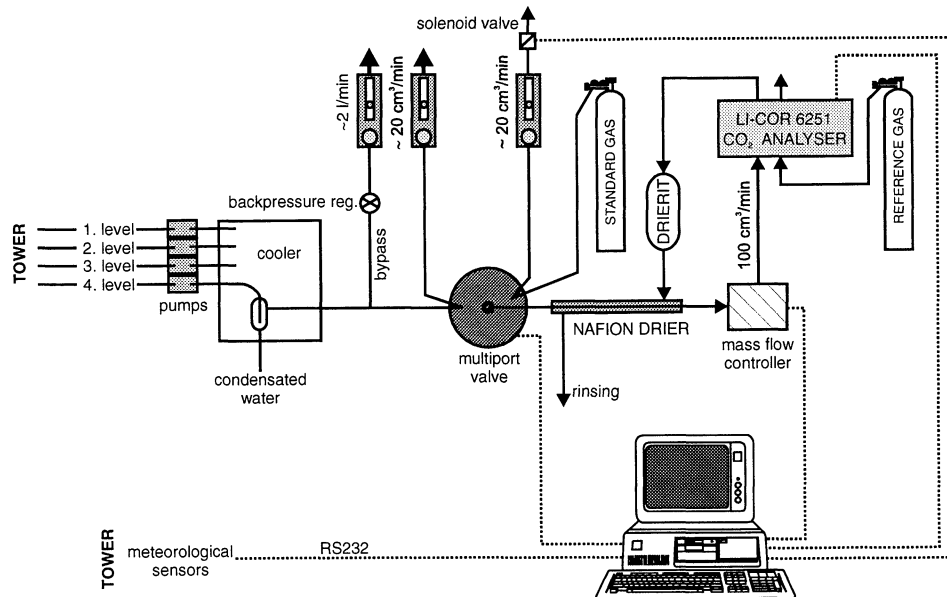 solenoid valve
~2 l/min
~ 20 cm³/min
~ 20 cm³/min
STANDARD GAS
LI-COR 6251
CO₂ ANALYSER
REFERENCE GAS
DRIERIT
100 cm³/min
backpressure reg.
bypass
TOWER
1. level
2. level
3. level
4. level
pumps
cooler
condensated
water
multiport
valve
NAFION DRIER
rinsing
mass flow
controller
TOWER
meteorological
sensors
RS232